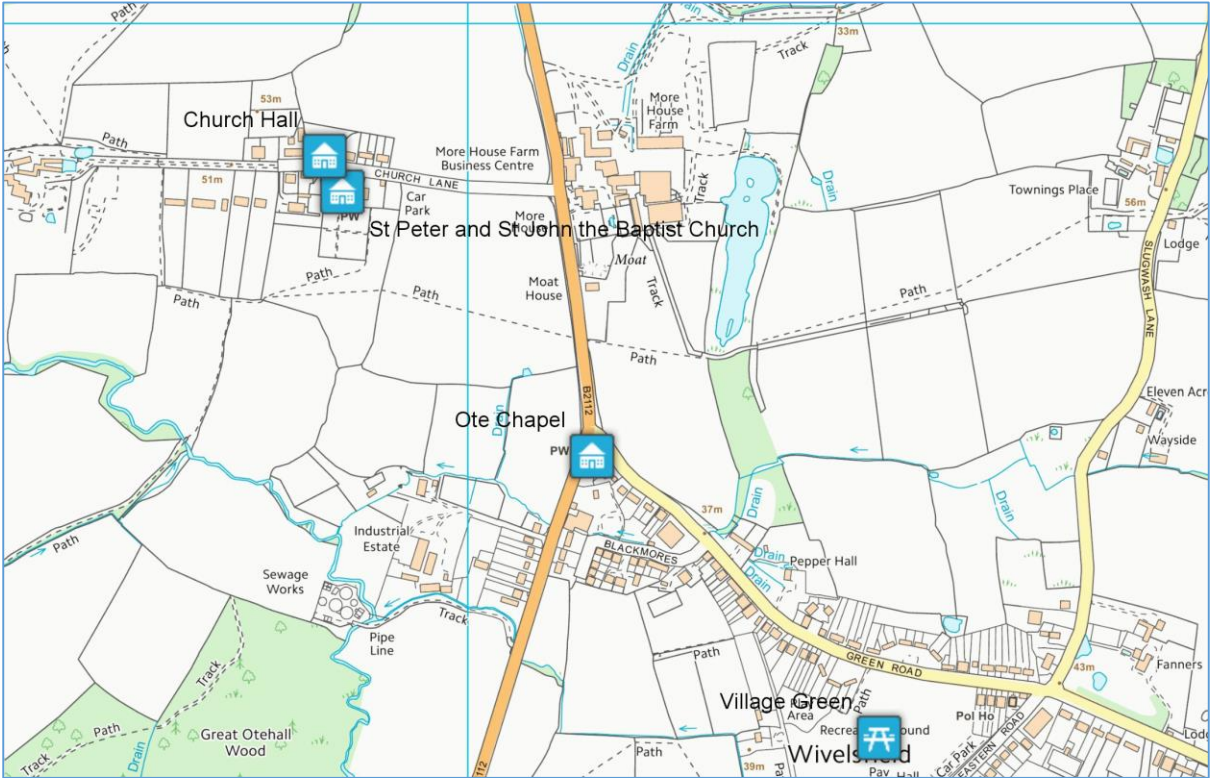 Drain
33m
Path
Track
Drain
53m
More
House
Farm
Church Hall
Path
More House Farm
Business Centre
CHURCH LANE
Track
Drain
51m
Car
Park
PW
Townings Place
56m
More
House
St Peter and St John the Baptist Church
Moat
Lodge
SLUGWASH LANE
Path
Path
Path
Moat
House
Track
Path
Path
B2112
Eleven Acr
Ote Chapel
Drain
PW
Wayside
37m
Drain
Drain
Industrial
Estate
Path
BLACKMORES
Drain
Pepper Hall
Drain
Sewage
Works
Track
Pipe
Line
Path
GREEN ROAD
43m
Fanners
Track
Village Green
Area
Path
Pol Ho
Path
Great Otehall
Wood
Drain
Lod
EASTERN ROAD
Car Park
39m
Hall